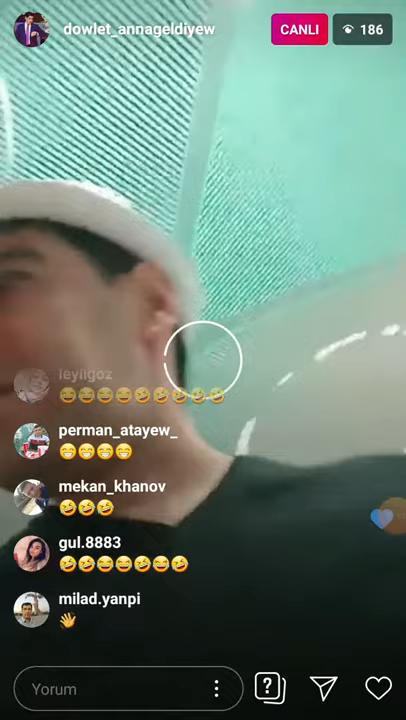 dowlet_annageldiyew
CANLI
186
leyligoz
😂😂😂😂🤣🤣🤣🤣🤣
perman_atayew_
😁😁😁😁
mekan_khanov
🤣🤣🤣
gul.8883
🤣🤣😂😂🤣😂🤣
milad.yanpi
👋
Yorum